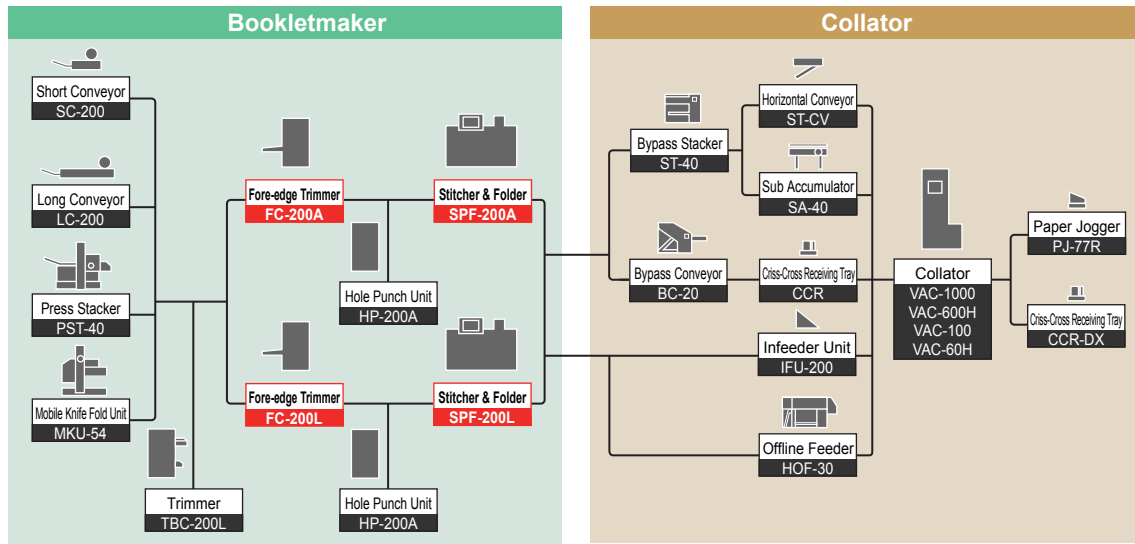 Bookletmaker
Short Conveyor
SC-200
Long Conveyor
LC-200
Press Stacker
PST-40
Mobile Knife Fold Unit
MKU-54
Trimmer
TBC-200L
Fore-edge Trimmer
FC-200A
Hole Punch Unit
HP-200A
Fore-edge Trimmer
FC-200L
Hole Punch Unit
HP-200A
Stitcher & Folder
SPF-200A
Stitcher & Folder
SPF-200L
Collator
Bypass Stacker
ST-40
Horizontal Conveyor
ST-CV
Sub Accumulator
SA-40
Bypass Conveyor
BC-20
Criss-Cross Receiving Tray
CCR
Infeeder Unit
IFU-200
Offline Feeder
HOF-30
Collator
VAC-1000
VAC-600H
VAC-100
VAC-60H
Paper Jogger
PJ-77R
Criss-Cross Receiving Tray
CCR-DX